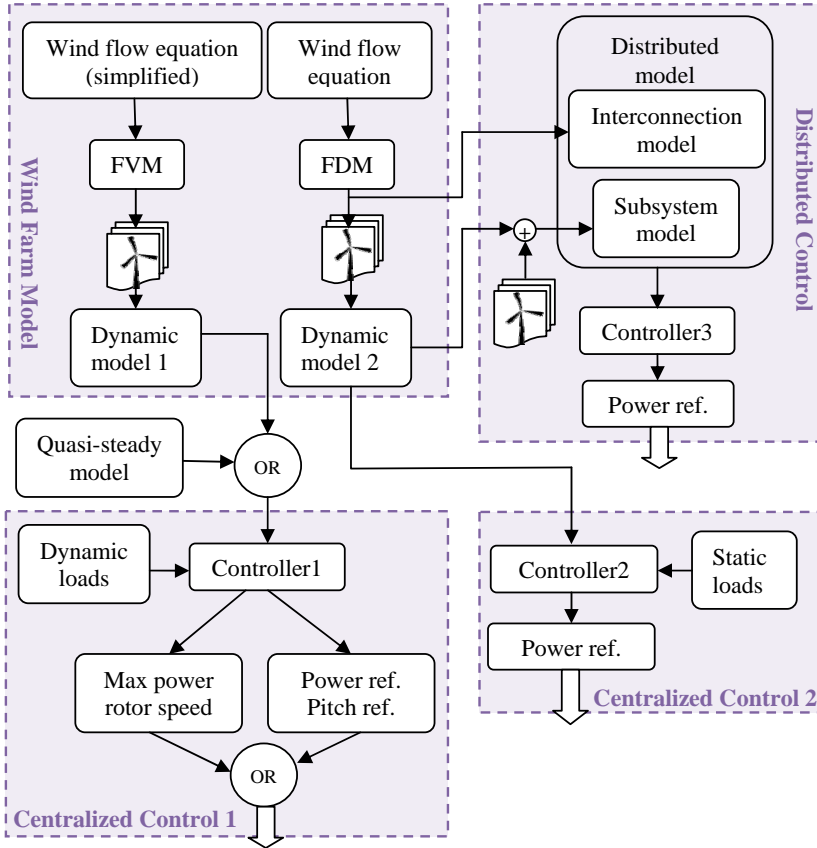 Wind flow equation
(simplified)
Wind flow
equation
FVM
FDM
Dynamic
model 1
Dynamic
model 2
Wind Farm Model
Distributed
model
Interconnection
model
Subsystem
model
+
Controller3
Power ref.
Distributed Control
Quasi-steady
model
OR
Dynamic
loads
Controller1
Max power
rotor speed
Power ref.
Pitch ref.
OR
Centralized Control 1
Controller2
Static
loads
Power ref.
Centralized Control 2